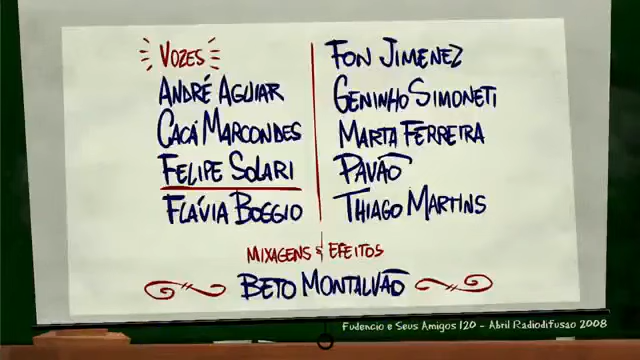 VOZES
ANDRÉ AGUIAR
CACÁ MARCONDES
FELIPE SOLARI
FLÁVIA BOGGIO
FON JIMENEZ
GENINHO SIMONETI
MARTA FERREIRA
PAVÃO
THIAGO MARTINS
MIXAGENS & EFEITOS
BETO MONTALVÃO
Fudencio e Seus Amigos 120 - Abril Radiodifusao 2008